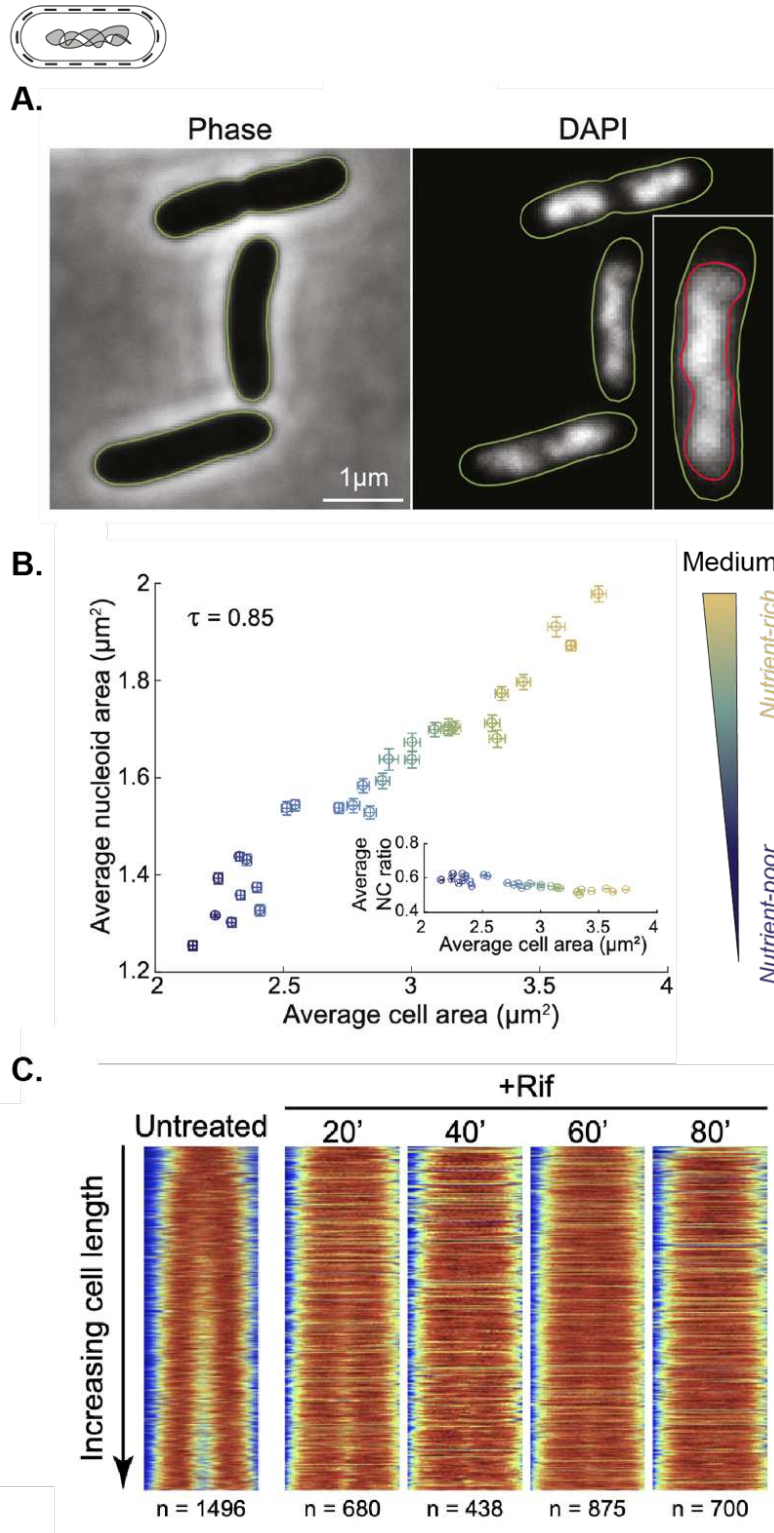 A.
Phase
DAPI
1μm
B.
Average nucleoid area (μm²)
2
1.8
1.6
1.4
1.2
τ = 0.85
Average
NC ratio
0.8
0.6
0.4
2
2.5
3
3.5
4
Average cell area (μm²)
2
2.5
3
3.5
4
Average cell area (μm²)
Medium
Nutrient-rich
Nutrient-poor
C.
+Rif
Untreated
20’
40’
60’
80’
Increasing cell length
n = 1496
n = 680
n = 438
n = 875
n = 700